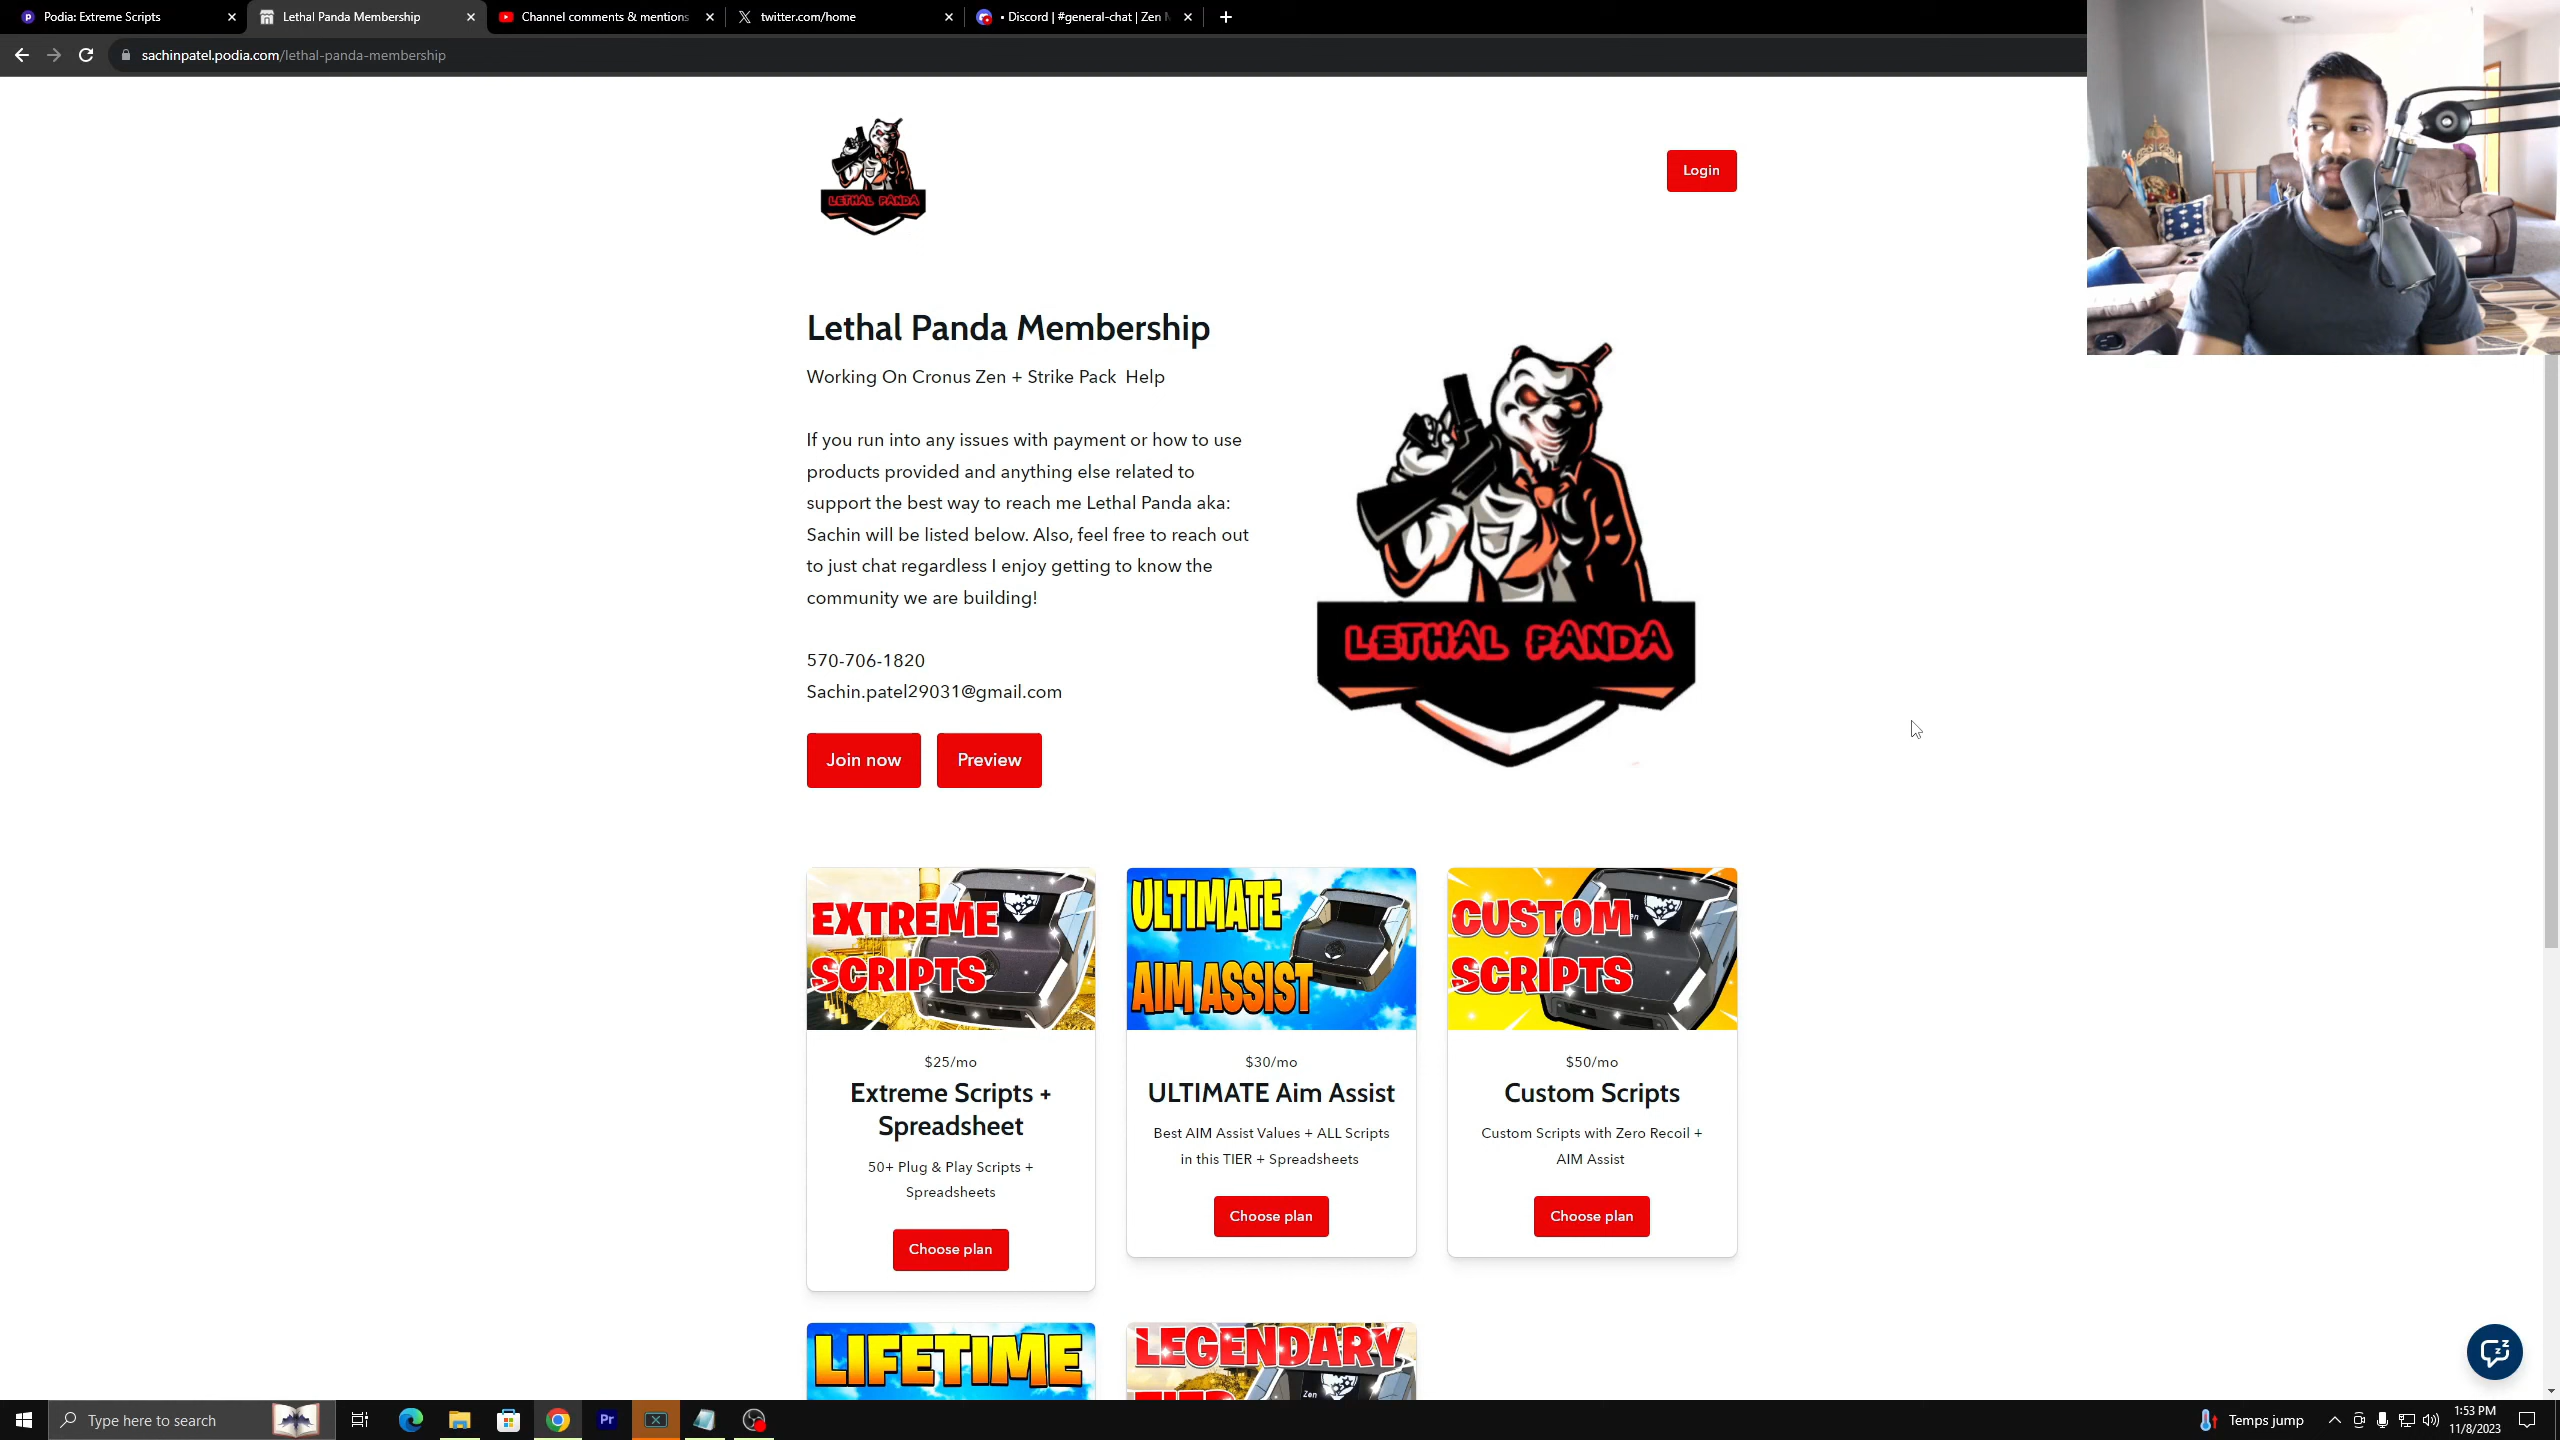 Podia: Extreme Scripts
Lethal Panda Membership
Channel comments & mentions
twitter.com/home
• Discord | #general-chat | Zen M
sachinpatel.podia.com/lethal-panda-membership
LETHAL PANDA
Login
Lethal Panda Membership
Working On Cronus Zen + Strike Pack Help
If you run into any issues with payment or how to use
products provided and anything else related to
support the best way to reach me Lethal Panda aka:
Sachin will be listed below. Also, feel free to reach out
to just chat regardless I enjoy getting to know the
community we are building!
570-706-1820
Sachin.patel29031@gmail.com
LETHAL PANDA
Join now
Preview
EXTREME
SCRIPTS
ULTIMATE
AIM ASSIST
CUSTOM
SCRIPTS
$25/mo
Extreme Scripts +
Spreadsheet
50+ Plug & Play Scripts +
Spreadsheets
Choose plan
$30/mo
ULTIMATE Aim Assist
Best AIM Assist Values + ALL Scripts
in this TIER + Spreadsheets
Choose plan
$50/mo
Custom Scripts
Custom Scripts with Zero Recoil +
AIM Assist
Choose plan
LIFETIME
LEGENDARY
TIER
Zen
Type here to search
Pr
Temps jump
1:53 PM
11/8/2023